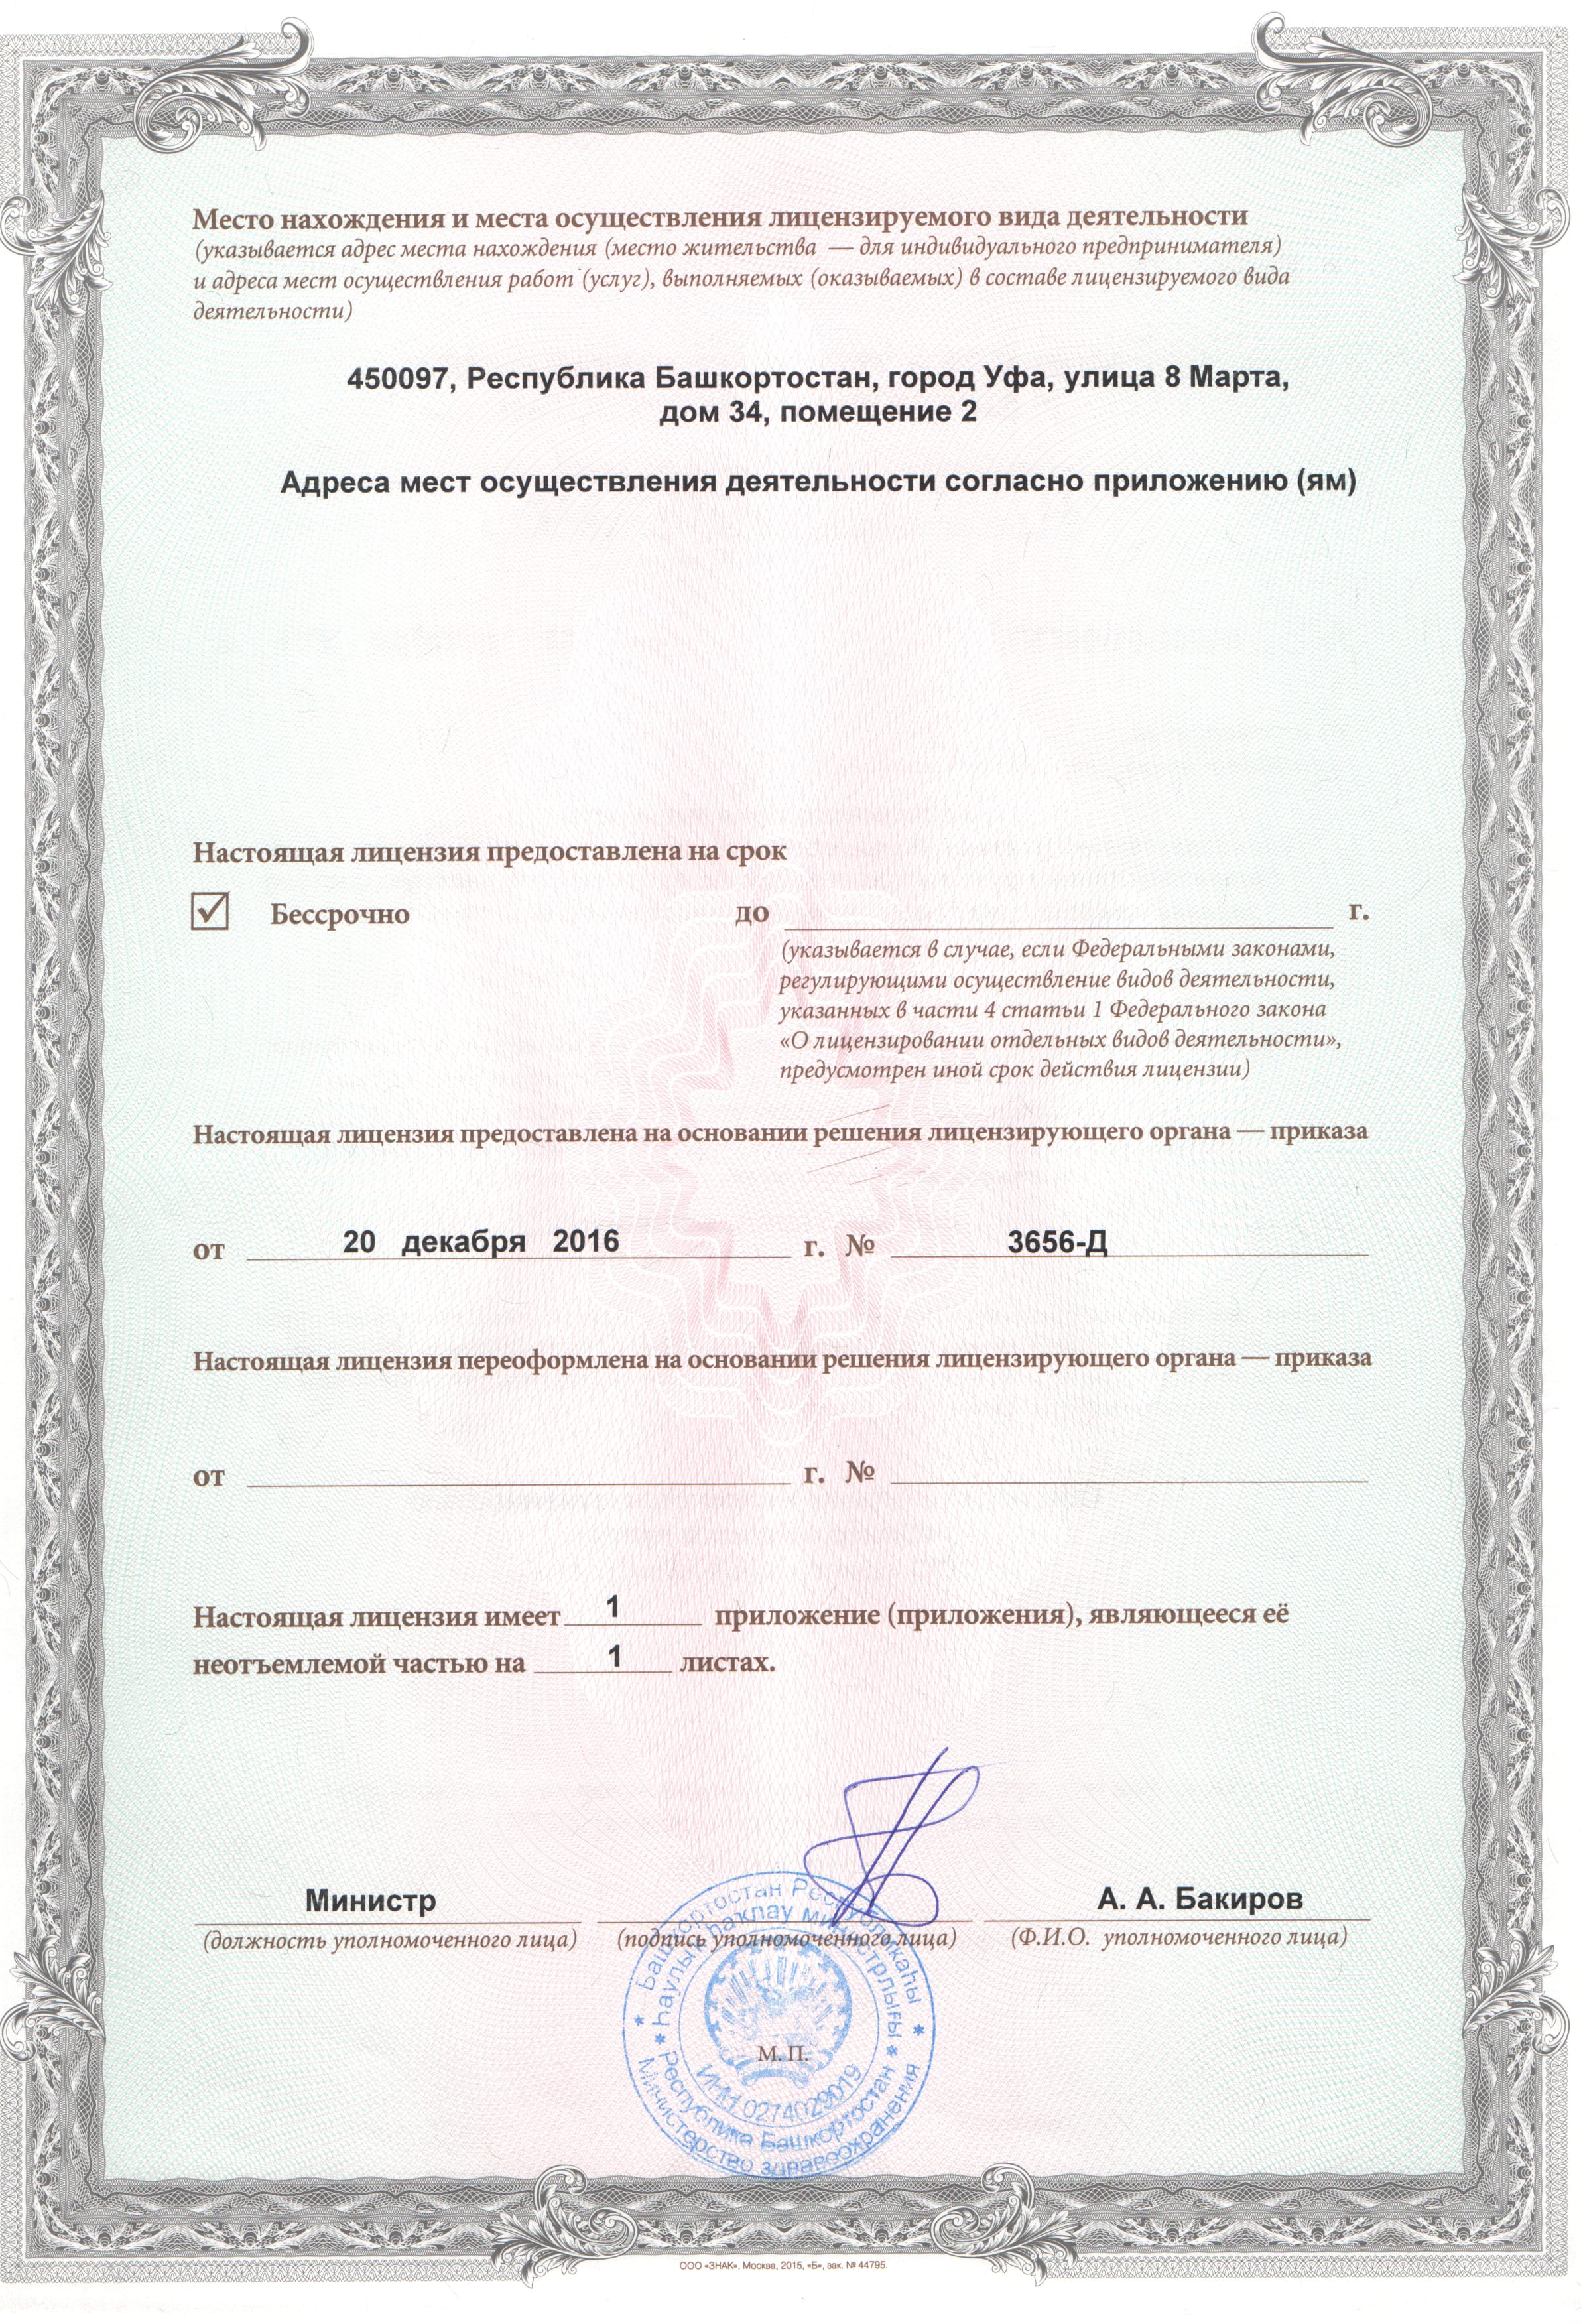 Место нахождения и места осуществления лицензируемого вида деятельности
(указывается адрес места нахождения (место жительства — для индивидуального предпринимателя)
и адреса мест осуществления работ (услуг), выполняемых (оказываемых) в составе лицензируемого вида
деятельности)
450097, Республика Башкортостан, город Уфа, улица 8 Марта,
дом 34, помещение 2
Адреса мест осуществления деятельности согласно приложению (ям)
Настоящая лицензия предоставлена на срок
Бессрочно до г.
(указывается в случае, если Федеральными законами,
регулирующими осуществление видов деятельности,
указанных в части 4 статьи 1 Федерального закона
«О лицензировании отдельных видов деятельности»,
предусмотрен иной срок действия лицензии)
Настоящая лицензия предоставлена на основании решения лицензирующего органа — приказа
от 20 декабря 2016 г. № 3656-Д
Настоящая лицензия переоформлена на основании решения лицензирующего органа — приказа
от г. №
Настоящая лицензия имеет 1 приложение (приложения), являющееся её
неотъемлемой частью на 1 листах.
Министр А. А. Бакиров
(должность уполномоченного лица) (подпись уполномоченного лица) (Ф.И.О. уполномоченного лица)
Башкортостан Республикаһы
Һаулыҡ һаҡлау министрлығы
М. П.
ИНН 0274029019
Республика Башкортостан
Министерство здравоохранения
ООО «ЗНАК», Москва, 2015, «Б», зак. № 44795.